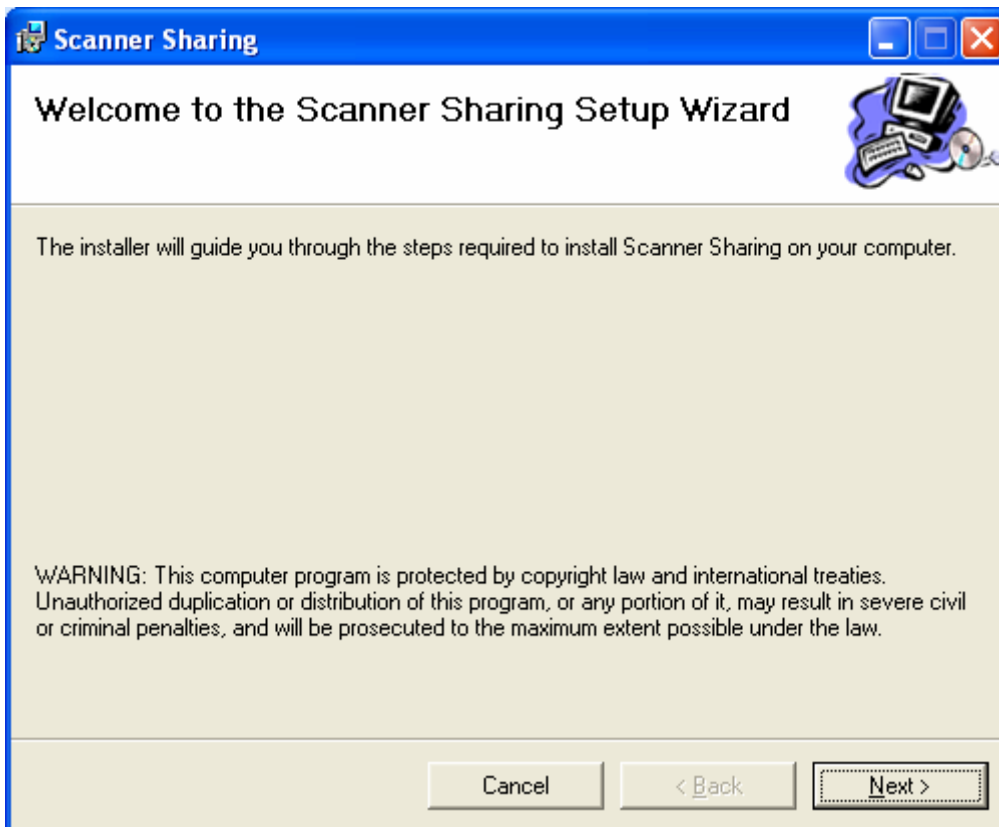 Scanner Sharing
Welcome to the Scanner Sharing Setup Wizard
The installer will guide you through the steps required to install Scanner Sharing on your computer.
WARNING: This computer program is protected by copyright law and international treaties.
Unauthorized duplication or distribution of this program, or any portion of it, may result in severe civil
or criminal penalties, and will be prosecuted to the maximum extent possible under the law.
Cancel
< Back
Next >